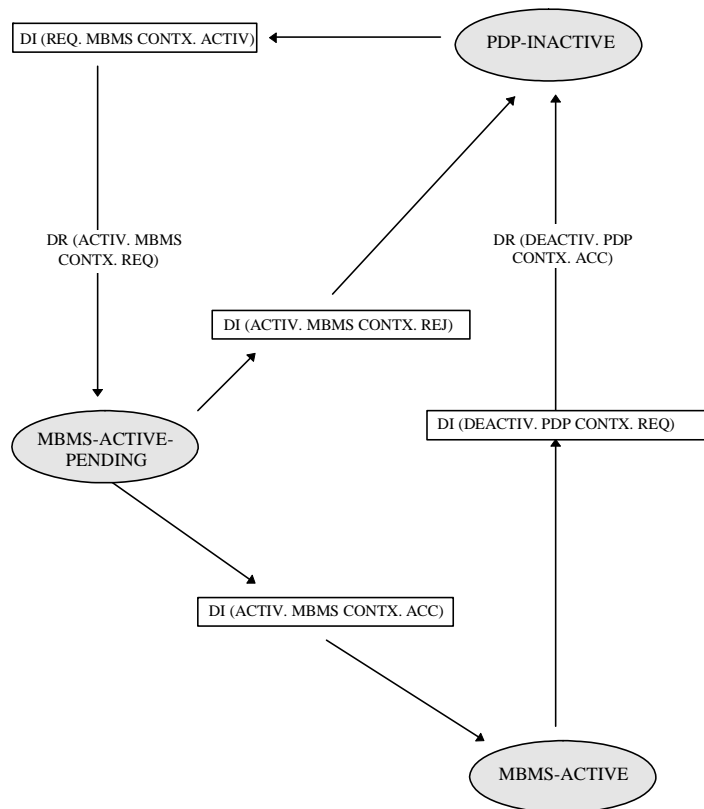 DI (REQ. MBMS CONTX. ACTIV)
PDP-INACTIVE
DR (ACTIV. MBMS
CONTX. REQ)
DR (DEACTIV. PDP
CONTX. ACC)
DI (ACTIV. MBMS CONTX. REJ)
MBMS-ACTIVE-
PENDING
DI (DEACTIV. PDP CONTX. REQ)
DI (ACTIV. MBMS CONTX. ACC)
MBMS-ACTIVE